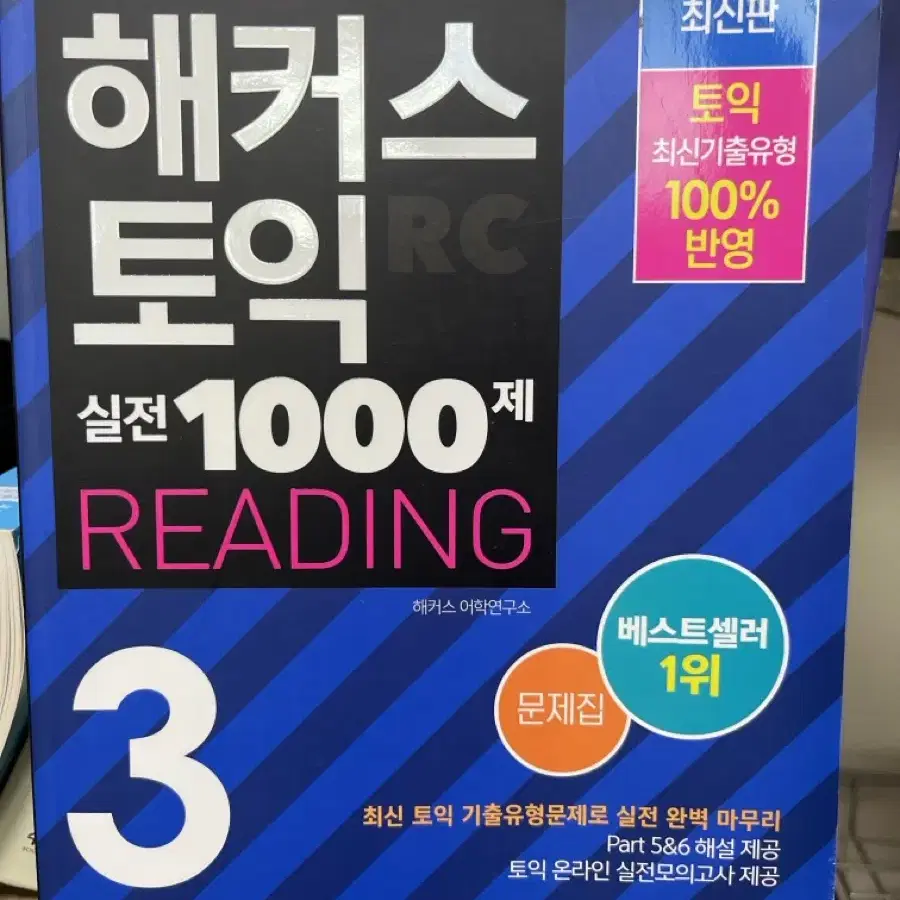 해커스
토익 RC
실전 1000제
READING
해커스 어학연구소
3
최신판
토익
최신기출유형
100%
반영
베스트셀러
1위
문제집
최신 토익 기출유형문제로 실전 완벽 마무리
Part 5&6 해설 제공
토익 온라인 실전모의고사 제공